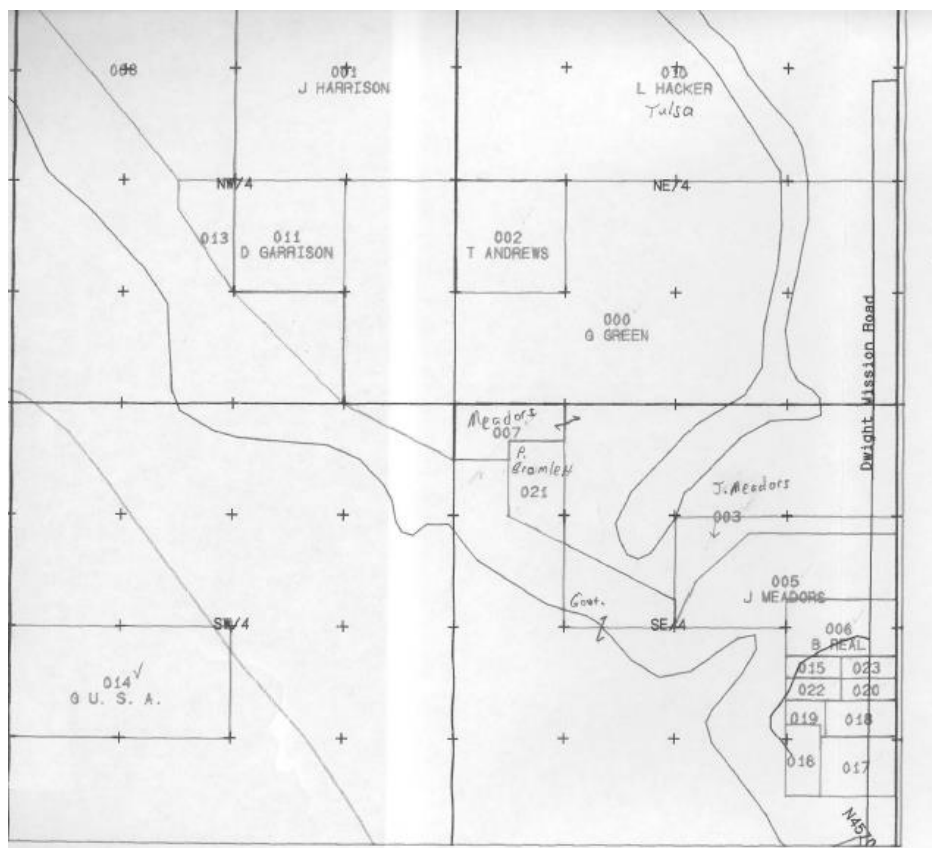 008
001
J HARRISON
010
L HACKER
Tulsa
NW/4
NE/4
013
011
D GARRISON
002
T ANDREWS
000
G GREEN
Dwight Mission Road
Meadors
007
P.
Bromlett
021
J. Meadors
003
005
J MEADORS
Govt.
SW/4
SE/4
006
B REAL
015
023
022
020
019
018
016
017
014
G U. S. A.
N4570